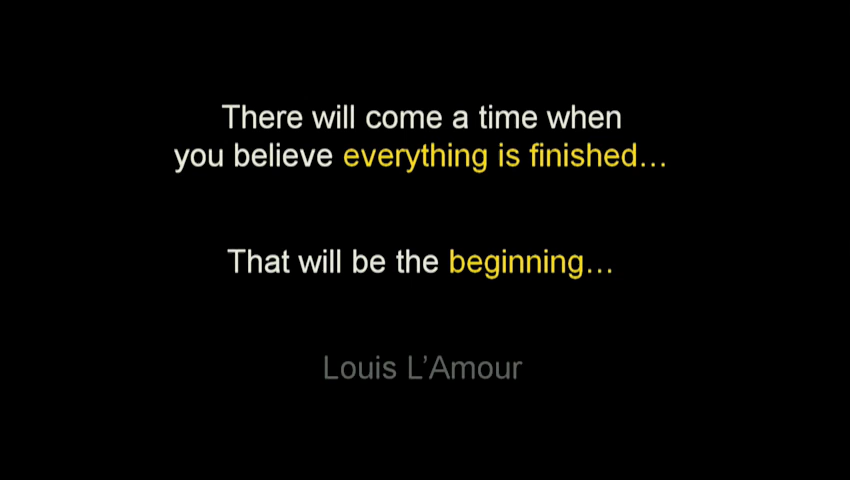 There will come a time when
you believe everything is finished…
That will be the beginning…
Louis L’Amour